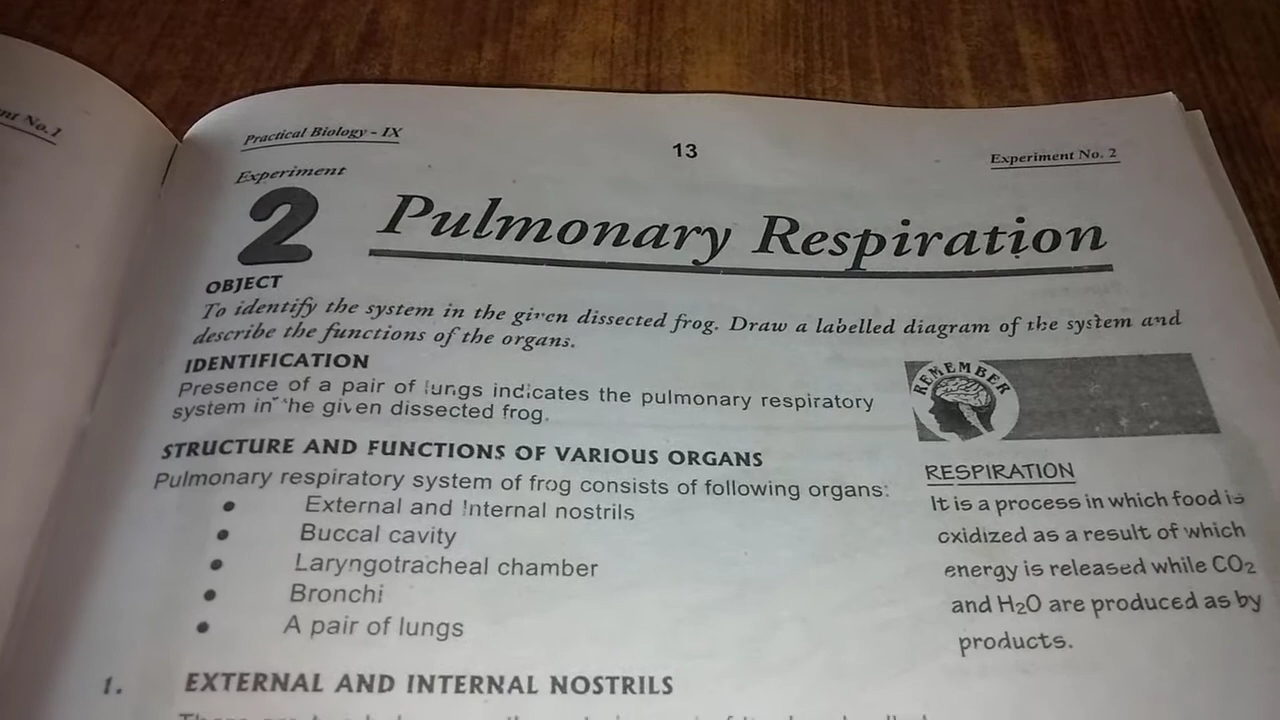 nt No.1
Practical Biology - IX
13
Experiment No. 2
Experiment
2
Pulmonary Respiration
OBJECT
To identify the system in the given dissected frog. Draw a labelled diagram of the system and
describe the functions of the organs.
IDENTIFICATION
Presence of a pair of lungs indicates the pulmonary respiratory
system in the given dissected frog.
REMEMBER
STRUCTURE AND FUNCTIONS OF VARIOUS ORGANS
Pulmonary respiratory system of frog consists of following organs:
• External and Internal nostrils
• Buccal cavity
• Laryngotracheal chamber
• Bronchi
• A pair of lungs
RESPIRATION
It is a process in which food is
oxidized as a result of which
energy is released while CO2
and H2O are produced as by
products.
1. EXTERNAL AND INTERNAL NOSTRILS